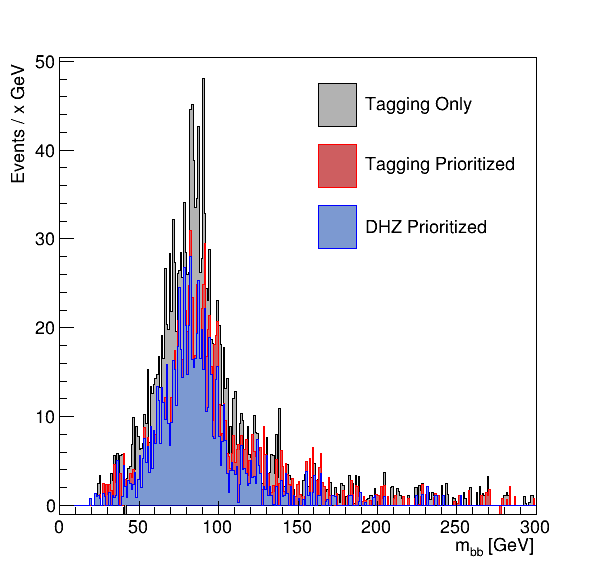 Events / x GeV
50
40
30
20
10
0
Tagging Only
Tagging Prioritized
DHZ Prioritized
0 50 100 150 200 250 300
m_bb [GeV]